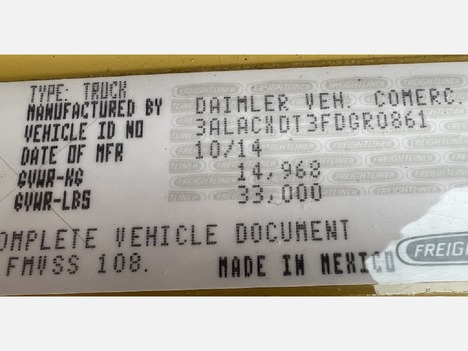 TYPE: TRUCK
MANUFACTURED BY DAIMLER VEH. COMERC.
VEHICLE ID NO 3ALACXDT3FDGR0861
DATE OF MFR 10/14
GVWR-KG 14,968
GVWR-LBS 33,000
OMPLETE VEHICLE DOCUMENT
FMVSS 108. MADE IN MEXICO
FREIGH